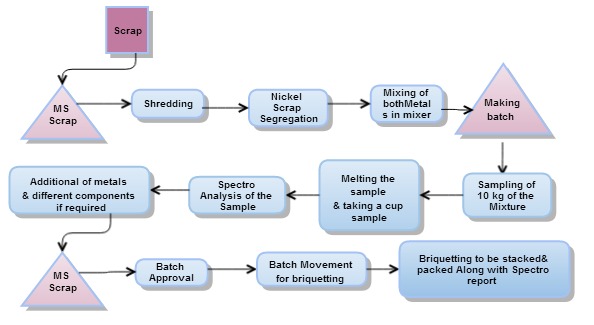 Scrap
MS
Scrap
Shredding
Nickel
Scrap
Segregation
Mixing of
bothMetal
s in mixer
Making
batch
Additional of metals
& different components
if required
Spectro
Analysis of the
Sample
Melting the
sample
& taking a cup
sample
Sampling of
10 kg of the
Mixture
MS
Scrap
Batch
Approval
Batch Movement
for briquetting
Briquetting to be stacked&
packed Along with Spectro
report